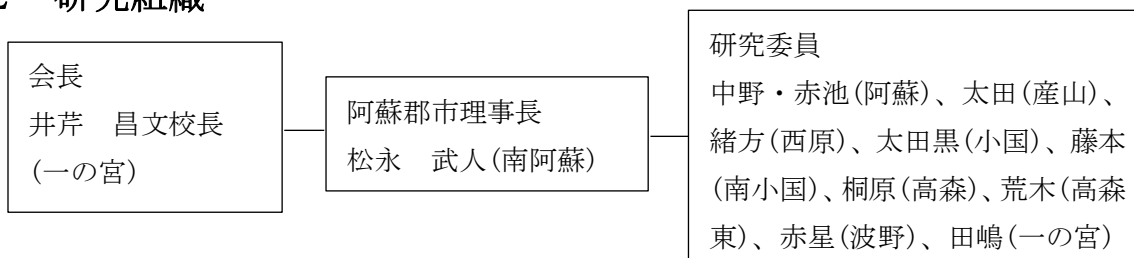 研究組織
会長
井芹　昌文校長
(一の宮)
阿蘇郡市理事長
松永　武人(南阿蘇)
研究委員
中野・赤池(阿蘇)、太田(産山)、
緒方(西原)、太田黒(小国)、藤本
(南小国)、桐原(高森)、荒木(高森
東)、赤星(波野)、田嶋(一の宮)